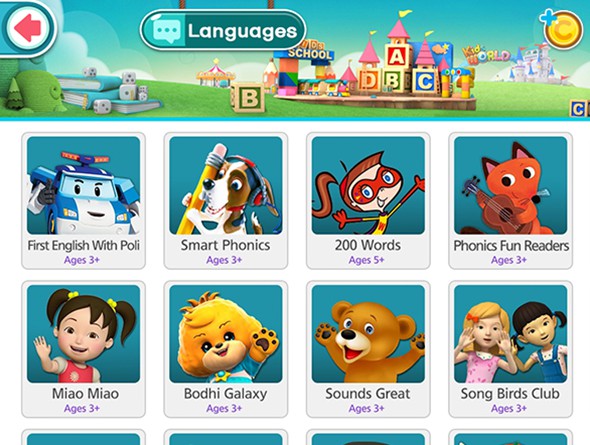 Languages
C
Kid's
SCHOOL
Kid's
WORLD
A
D B C
B
C
First English With Poli
Ages 3+
Smart Phonics
Ages 3+
200 Words
Ages 5+
Phonics Fun Readers
Ages 3+
Miao Miao
Ages 3+
Bodhi Galaxy
Ages 3+
Sounds Great
Ages 3+
Song Birds Club
Ages 3+